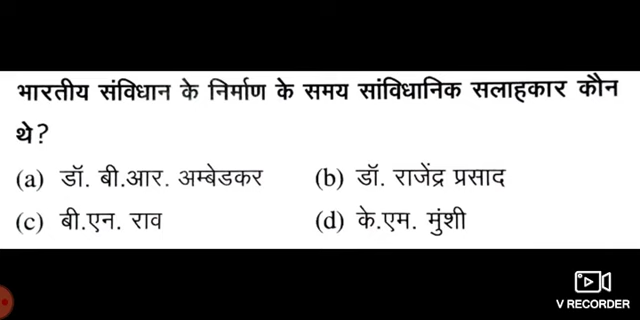 भारतीय संविधान के निर्माण के समय सांविधानिक सलाहकार कौन
थे?
(a) डॉ. बी.आर. अम्बेडकर (b) डॉ. राजेंद्र प्रसाद
(c) बी.एन. राव (d) के.एम. मुंशी
V RECORDER